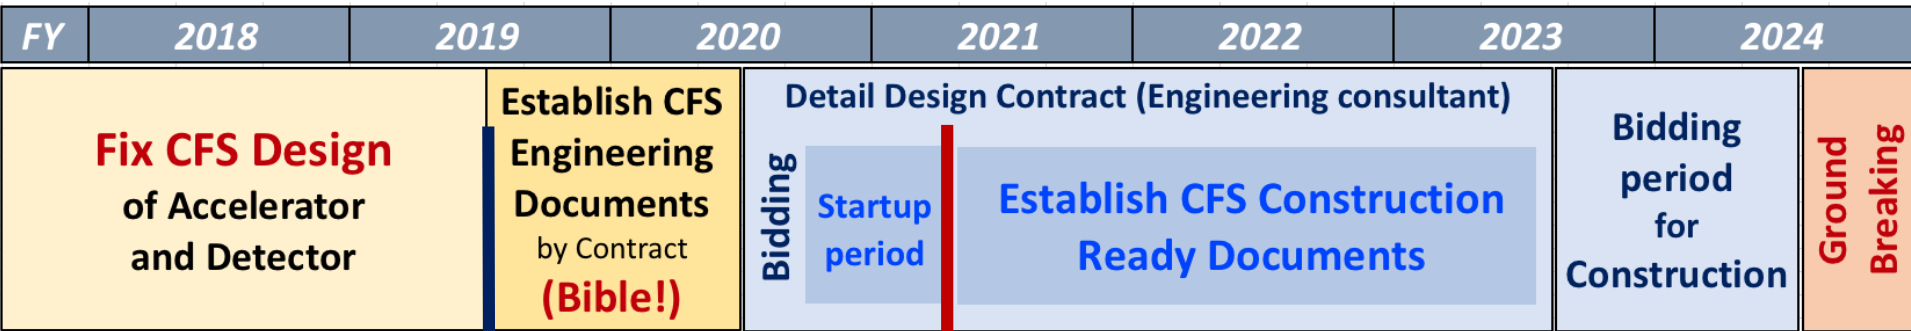 FY 2018 2019 2020 2021 2022 2023 2024
Fix CFS Design
of Accelerator
and Detector
Establish CFS
Engineering
Documents
by Contract
(Bible!)
Detail Design Contract (Engineering consultant)
Bidding
Startup
period
Establish CFS Construction
Ready Documents
Bidding
period
for
Construction
Ground
Breaking